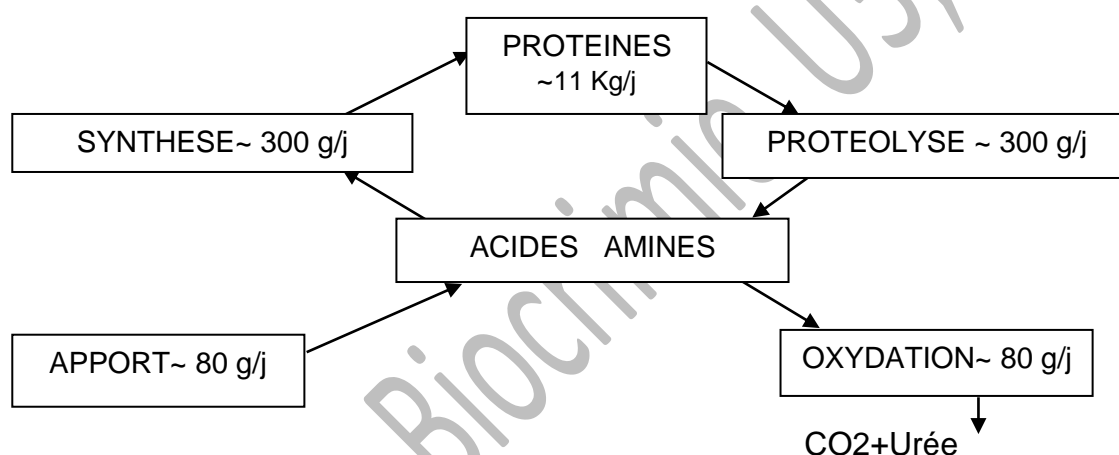 PROTEINES
~11 Kg/j
SYNTHESE~ 300 g/j
PROTEOLYSE ~ 300 g/j
ACIDES AMINES
APPORT~ 80 g/j
OXYDATION~ 80 g/j
CO2+Urée